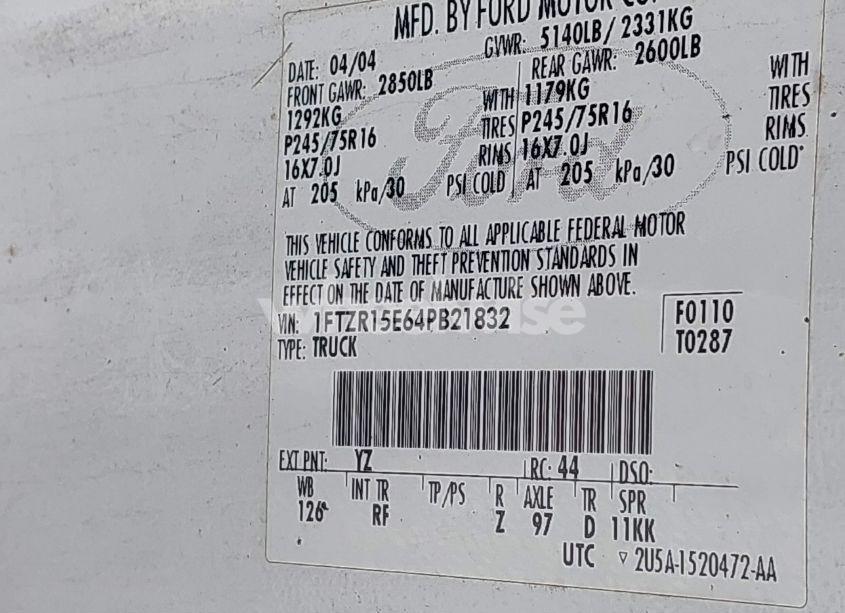 MFD. BY FORD MOTOR CO
DATE: 04/04 GVWR: 5140LB/ 2331KG
FRONT GAWR: 2850LB REAR GAWR: 2600LB
1292KG WITH 1179KG WITH
P245/75R16 TIRES P245/75R16 TIRES
16X7.0J RIMS 16X7.0J RIMS
AT 205 kPa/30 PSI COLD AT 205 kPa/30 PSI COLD
Ford
THIS VEHICLE CONFORMS TO ALL APPLICABLE FEDERAL MOTOR
VEHICLE SAFETY AND THEFT PREVENTION STANDARDS IN
EFFECT ON THE DATE OF MANUFACTURE SHOWN ABOVE.
VIN: 1FTZR15E64PB21832 F0110
TYPE: TRUCK T0287
EXT PNT: YZ RC: 44 DSO:
WB INT TR TP/PS R AXLE TR SPR
126" RF Z 97 D 11KK
UTC ▽ 2U5A-1520472-AA